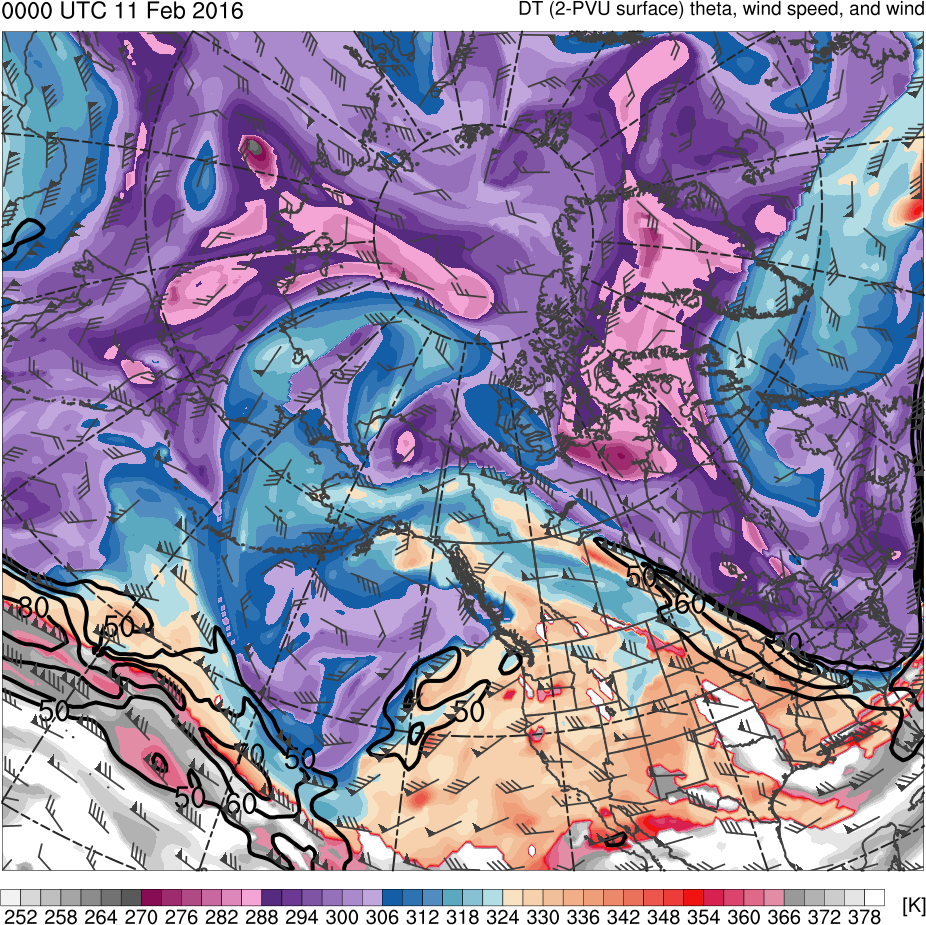 0000 UTC 11 Feb 2016
DT (2-PVU surface) theta, wind speed, and wind
50
60
80
50
50
50
50
70
50
50
60
252 258 264 270 276 282 288 294 300 306 312 318 324 330 336 342 348 354 360 366 372 378
[K]